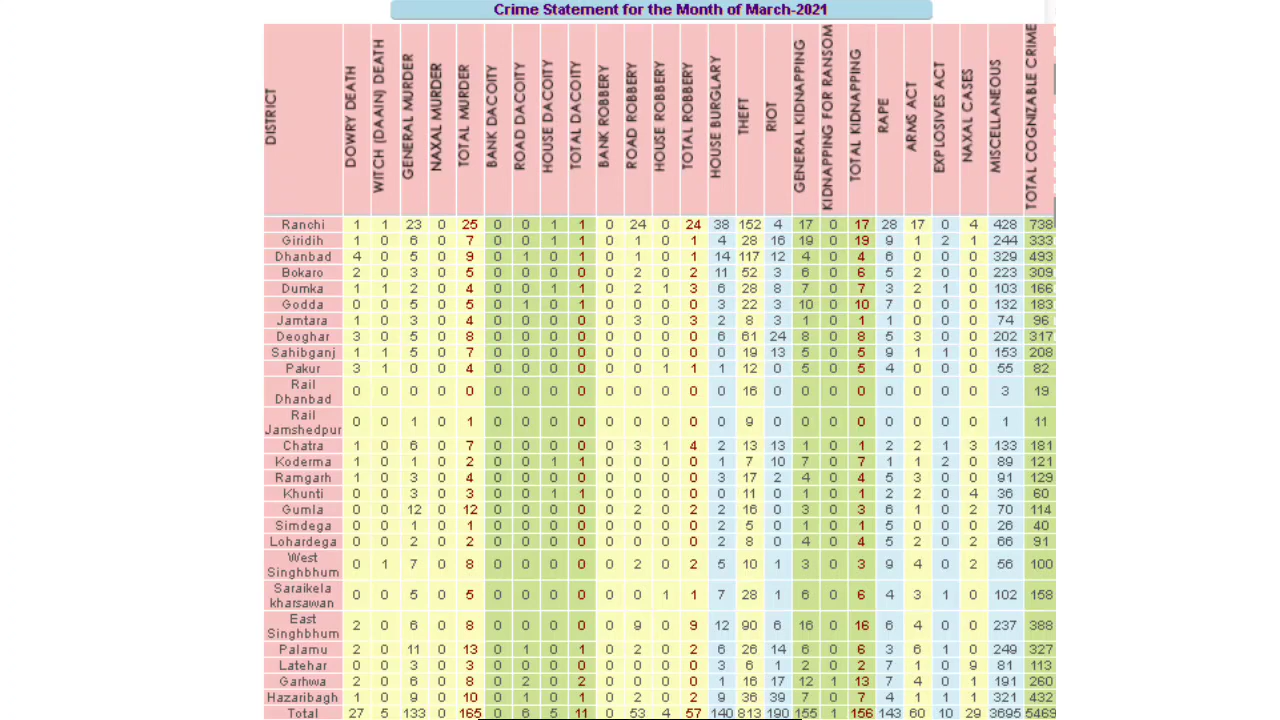 Crime Statement for the Month of March-2021
DISTRICT DOWRY DEATH WITCH (DAAIN) DEATH GENERAL MURDER NAXAL MURDER TOTAL MURDER BANK DACOITY ROAD DACOITY HOUSE DACOITY TOTAL DACOITY BANK ROBBERY ROAD ROBBERY HOUSE ROBBERY TOTAL ROBBERY HOUSE BURGLARY THEFT RIOT GENERAL KIDNAPPING KIDNAPPING FOR RANSOM TOTAL KIDNAPPING RAPE ARMS ACT EXPLOSIVES ACT NAXAL CASES MISCELLANEOUS TOTAL COGNIZABLE CRIME
Ranchi 1 1 23 0 25 0 0 1 1 0 24 0 24 38 152 4 17 0 17 28 17 0 4 428 738
Giridih 1 0 6 0 7 0 0 1 1 0 1 0 1 4 28 16 19 0 19 9 1 2 1 244 333
Dhanbad 4 0 5 0 9 0 1 0 1 0 1 0 1 14 117 12 4 0 4 6 0 0 0 329 493
Bokaro 2 0 3 0 5 0 0 0 0 0 2 0 2 11 52 3 6 0 6 5 2 0 0 223 309
Dumka 1 1 2 0 4 0 0 1 1 0 2 1 3 6 28 8 7 0 7 3 2 1 0 103 166
Godda 0 0 5 0 5 0 1 0 1 0 0 0 0 3 22 3 10 0 10 7 0 0 0 132 183
Jamtara 1 0 3 0 4 0 0 0 0 0 3 0 3 2 8 3 1 0 1 1 0 0 0 74 96
Deoghar 3 0 5 0 8 0 0 0 0 0 0 0 0 6 61 24 8 0 8 5 3 0 0 202 317
Sahibganj 1 1 5 0 7 0 0 0 0 0 0 0 0 0 19 13 5 0 5 9 1 1 0 153 208
Pakur 3 1 0 0 4 0 0 0 0 0 0 1 1 1 12 0 5 0 5 4 0 0 0 55 82
Rail
Dhanbad 0 0 0 0 0 0 0 0 0 0 0 0 0 0 16 0 0 0 0 0 0 0 0 3 19
Rail
Jamshedpur 0 0 1 0 1 0 0 0 0 0 0 0 0 0 9 0 0 0 0 0 0 0 0 1 11
Chatra 1 0 6 0 7 0 0 0 0 0 3 1 4 2 13 13 1 0 1 2 2 1 3 133 181
Koderma 1 0 1 0 2 0 0 1 1 0 0 0 0 1 7 10 7 0 7 1 1 2 0 89 121
Ramgarh 1 0 3 0 4 0 0 0 0 0 0 0 0 3 17 2 4 0 4 5 3 0 0 91 129
Khunti 0 0 3 0 3 0 0 1 1 0 0 0 0 0 11 0 1 0 1 2 2 0 4 36 60
Gumla 0 0 12 0 12 0 0 0 0 0 2 0 2 2 16 0 3 0 3 6 1 0 2 70 114
Simdega 0 0 1 0 1 0 0 0 0 0 0 0 0 2 5 0 1 0 1 5 0 0 0 26 40
Lohardega 0 0 2 0 2 0 0 0 0 0 0 0 0 2 8 0 4 0 4 5 2 0 2 66 91
West
Singhbhum 0 1 7 0 8 0 0 0 0 0 2 0 2 5 10 1 3 0 3 9 4 0 2 56 100
Saraikela
kharsawan 0 0 5 0 5 0 0 0 0 0 0 1 1 7 28 1 6 0 6 4 3 1 0 102 158
East
Singhbhum 2 0 6 0 8 0 0 0 0 0 9 0 9 12 90 6 16 0 16 6 4 0 0 237 388
Palamu 2 0 11 0 13 0 1 0 1 0 2 0 2 6 26 14 6 0 6 3 6 1 0 249 327
Latehar 0 0 3 0 3 0 0 0 0 0 0 0 0 3 6 1 2 0 2 7 1 0 9 81 113
Garhwa 2 0 6 0 8 0 2 0 2 0 0 0 0 1 16 17 12 1 13 7 4 0 1 191 260
Hazaribagh 1 0 9 0 10 0 1 0 1 0 2 0 2 9 36 39 7 0 7 4 1 1 1 321 432
Total 27 5 133 0 165 0 6 5 11 0 53 4 57 140 813 190 155 1 156 143 60 10 29 3695 5469